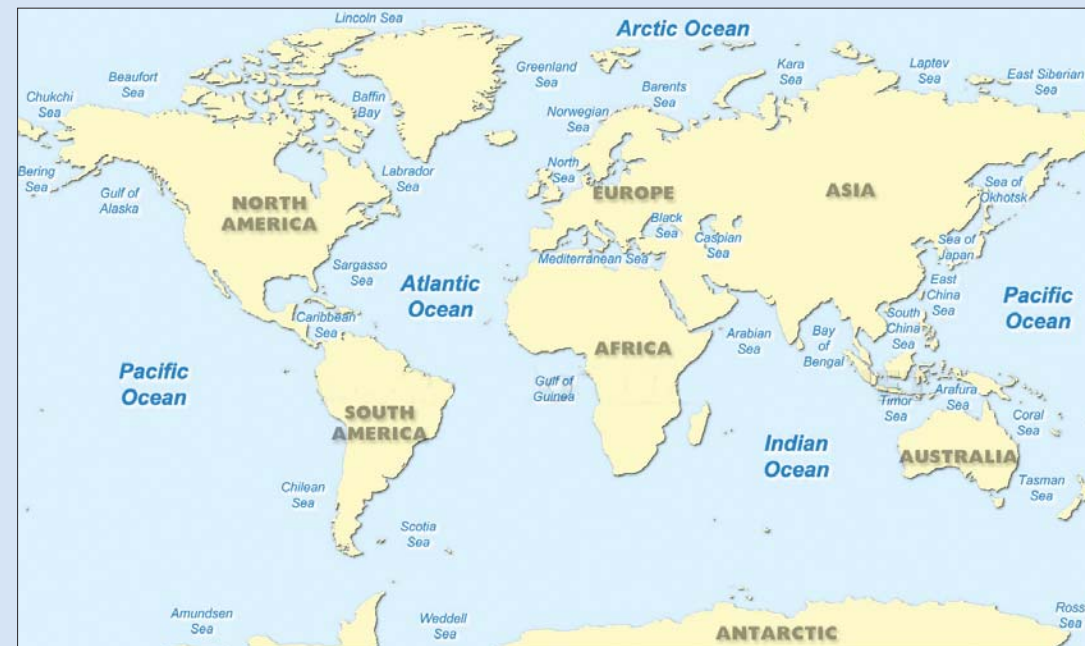 Lincoln Sea
Arctic Ocean
Greenland
Sea
Kara
Sea
Laptev
Sea
East Siberian
Sea
Beaufort
Sea
Chukchi
Sea
Baffin
Bay
Barents
Sea
Norwegian
Sea
Bering
Sea
Gulf of
Alaska
Labrador
Sea
North
Sea
NORTH
AMERICA
EUROPE
ASIA
Sea of
Okhotsk
Black
Sea
Caspian
Sea
Sea of
Japan
Mediterranean Sea
Sargasso
Sea
Atlantic
Ocean
East
China
Sea
Pacific
Ocean
Caribbean
Sea
South
China
Sea
Arabian
Sea
Bay
of
Bengal
AFRICA
Pacific
Ocean
Gulf of
Guinea
Timor
Sea
Arafura
Sea
Coral
Sea
SOUTH
AMERICA
Indian
Ocean
AUSTRALIA
Chilean
Sea
Tasman
Sea
Scotia
Sea
Amundsen
Sea
Weddell
Sea
Ross
Sea
ANTARCTIC